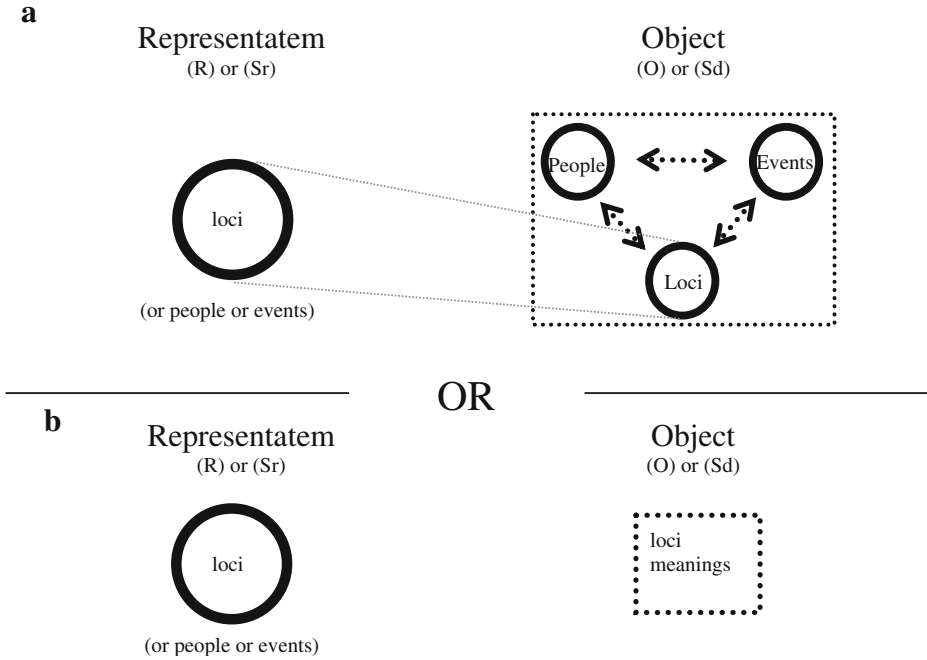 a
Representatem
(R) or (Sr)
Object
(O) or (Sd)
People
Events
loci
Loci
(or people or events)
OR
b
Representatem
(R) or (Sr)
Object
(O) or (Sd)
loci
loci
meanings
(or people or events)